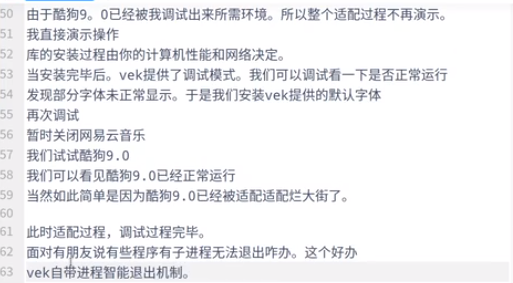 50 由于酷狗9。0已经被我调试出来所需环境。所以整个适配过程不再演示。
51 我直接演示操作
52 库的安装过程由你的计算机性能和网络决定。
53 当安装完毕后。vek提供了调试模式。我们可以调试看一下是否正常运行
54 发现部分字体未正常显示。于是我们安装vek提供的默认字体
55 再次调试
56 暂时关闭网易云音乐
57 我们试试酷狗9.0
58 我们可以看见酷狗9.0已经正常运行
59 当然如此简单是因为酷狗9.0已经被适配适配烂大街了。
60
61 此时适配过程，调试过程完毕。
62 面对有朋友说有些程序有子进程无法退出咋办。这个好办
63 vek自带进程智能退出机制。